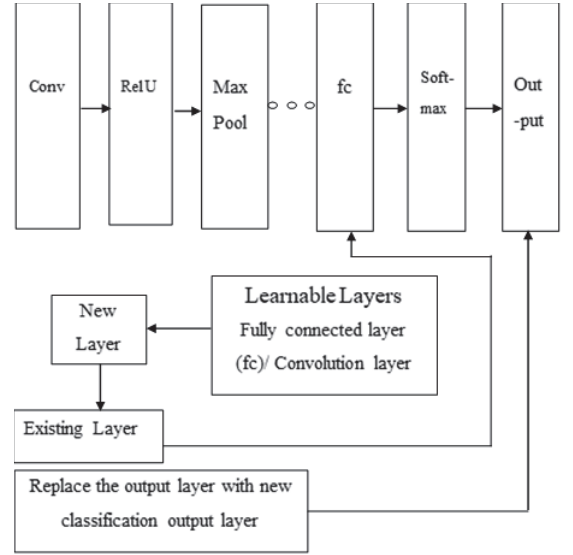 Conv
RelU
Max
Pool
fc
Soft-
max
Out
-put
Learnable Layers
Fully connected layer
(fc)/ Convolution layer
New
Layer
Existing Layer
Replace the output layer with new
classification output layer